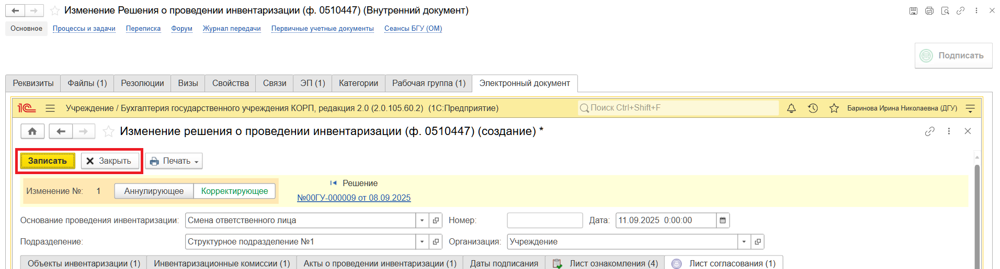 Изменение Решения о проведении инвентаризации (ф. 0510447) (Внутренний документ)
Основное Процессы и задачи Переписка Форум Журнал передачи Первичные учетные документы Сеансы БГУ (ОМ)
Подписать
Реквизиты Файлы (1) Резолюции Визы Свойства Связи ЭП (1) Категории Рабочая группа (1) Электронный документ
1С Учреждение / Бухгалтерия государственного учреждения КОРП, редакция 2.0 (2.0.105.60.2) (1С:Предприятие) Поиск Ctrl+Shift+F Баринова Ирина Николаевна (ДГУ)
Изменение решения о проведении инвентаризации (ф. 0510447) (создание) *
Записать Закрыть Печать
Изменение №: 1 Аннулирующее Корректирующее Решение
№00ГУ-000009 от 08.09.2025
Основание проведения инвентаризации: Смена ответственного лица Номер: Дата: 11.09.2025 0:00:00
Подразделение: Структурное подразделение №1 Организация: Учреждение
Объекты инвентаризации (1) Инвентаризационные комиссии (1) Акты о проведении инвентаризации (1) Даты подписания Лист ознакомления (4) Лист согласования (1)